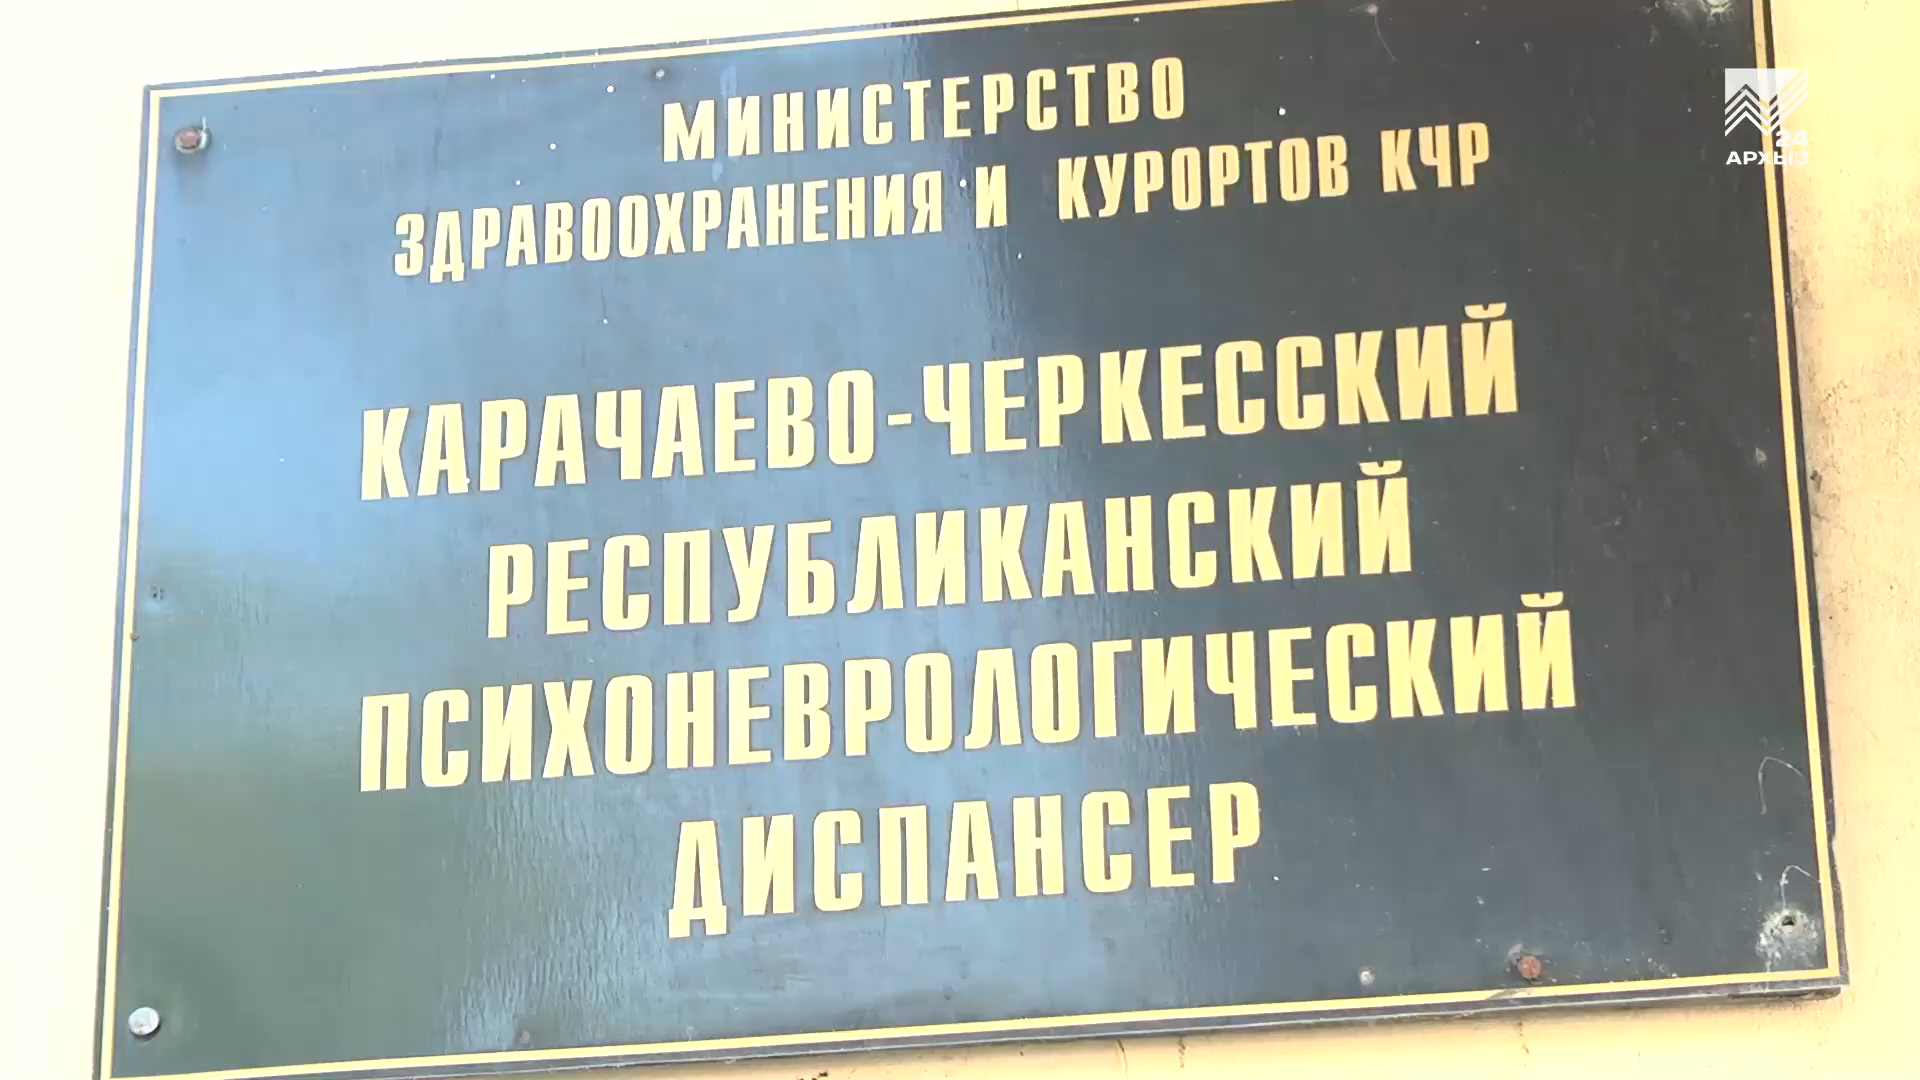 МИНИСТЕРСТВО
ЗДРАВООХРАНЕНИЯ И КУРОРТОВ КЧР
КАРАЧАЕВО-ЧЕРКЕССКИЙ
РЕСПУБЛИКАНСКИЙ
ПСИХОНЕВРОЛОГИЧЕСКИЙ
ДИСПАНСЕР
24
АРХЫЗ